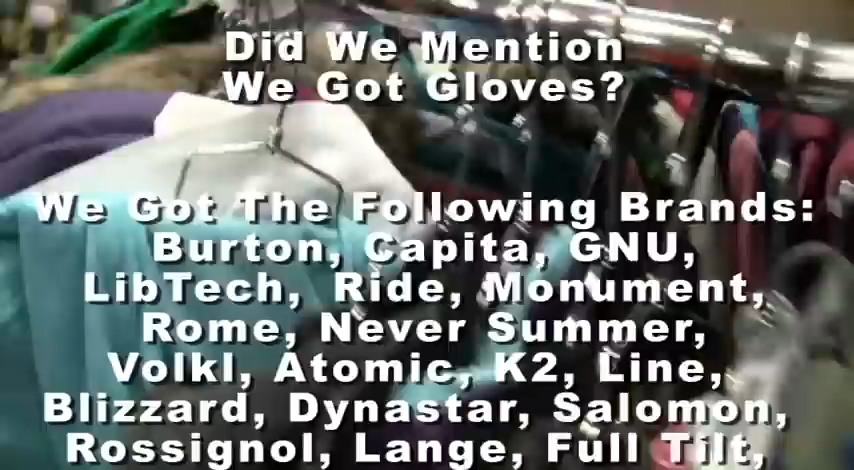 Did We Mention
We Got Gloves?
We Got The Following Brands:
Burton, Capita, GNU,
LibTech, Ride, Monument,
Rome, Never Summer,
Volkl, Atomic, K2, Line,
Blizzard, Dynastar, Salomon,
Rossignol, Lange, Full Tilt,